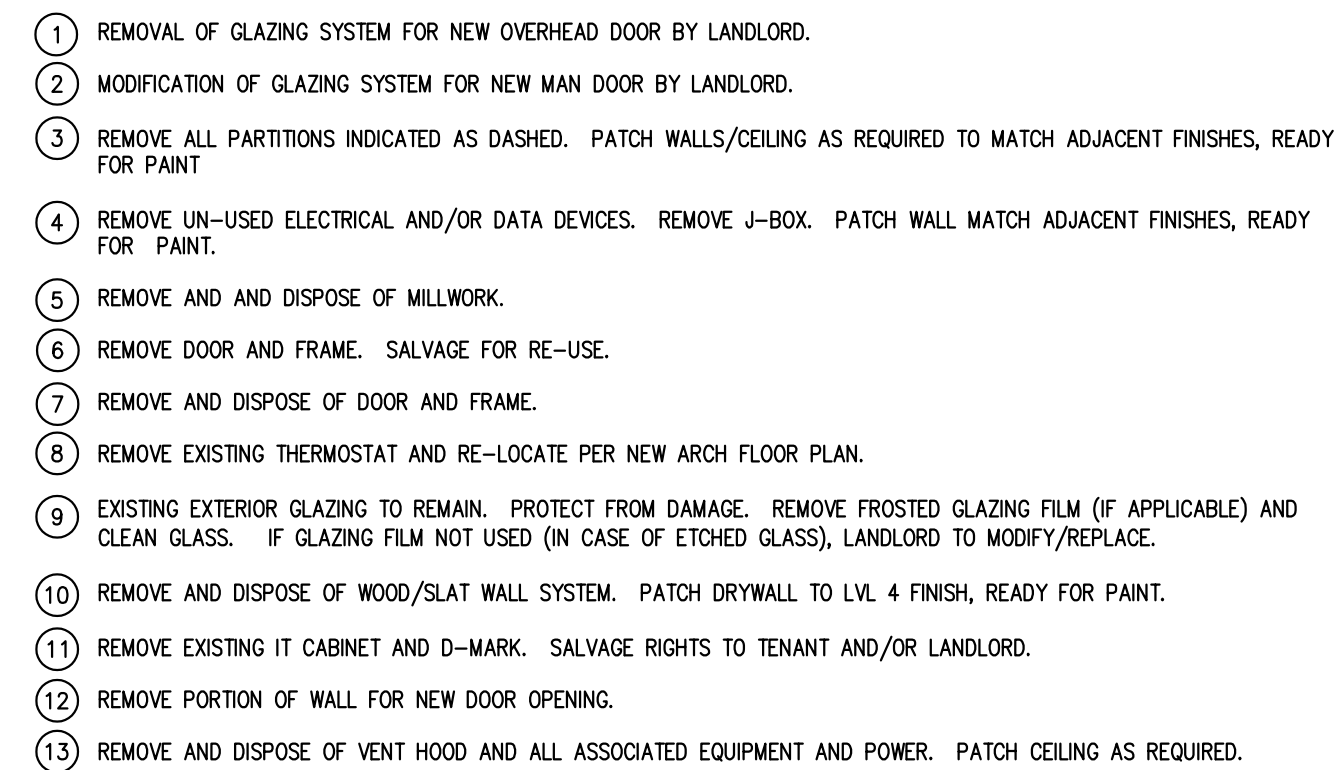 1 REMOVAL OF GLAZING SYSTEM FOR NEW OVERHEAD DOOR BY LANDLORD.
2 MODIFICATION OF GLAZING SYSTEM FOR NEW MAN DOOR BY LANDLORD.
3 REMOVE ALL PARTITIONS INDICATED AS DASHED. PATCH WALLS/CEILING AS REQUIRED TO MATCH ADJACENT FINISHES, READY
FOR PAINT
4 REMOVE UN-USED ELECTRICAL AND/OR DATA DEVICES. REMOVE J-BOX. PATCH WALL MATCH ADJACENT FINISHES, READY
FOR PAINT.
5 REMOVE AND AND DISPOSE OF MILLWORK.
6 REMOVE DOOR AND FRAME. SALVAGE FOR RE-USE.
7 REMOVE AND DISPOSE OF DOOR AND FRAME.
8 REMOVE EXISTING THERMOSTAT AND RE-LOCATE PER NEW ARCH FLOOR PLAN.
9 EXISTING EXTERIOR GLAZING TO REMAIN. PROTECT FROM DAMAGE. REMOVE FROSTED GLAZING FILM (IF APPLICABLE) AND
CLEAN GLASS. IF GLAZING FILM NOT USED (IN CASE OF ETCHED GLASS), LANDLORD TO MODIFY/REPLACE.
10 REMOVE AND DISPOSE OF WOOD/SLAT WALL SYSTEM. PATCH DRYWALL TO LVL 4 FINISH, READY FOR PAINT.
11 REMOVE EXISTING IT CABINET AND D-MARK. SALVAGE RIGHTS TO TENANT AND/OR LANDLORD.
12 REMOVE PORTION OF WALL FOR NEW DOOR OPENING.
13 REMOVE AND DISPOSE OF VENT HOOD AND ALL ASSOCIATED EQUIPMENT AND POWER. PATCH CEILING AS REQUIRED.